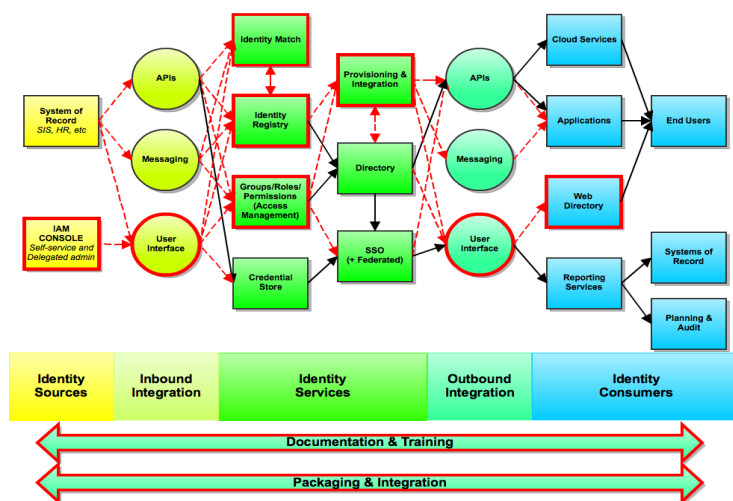 Identity Match
Cloud Services
APIs
Provisioning &
Integration
APIs
System of
Record
SIS, HR, etc
Identity
Registry
Applications
End Users
Messaging
Directory
Messaging
Groups/Roles/
Permissions
(Access
Management)
Web
Directory
IAM
CONSOLE
Self-service and
Delegated admin
User
Interface
SSO
(+ Federated)
User
Interface
Systems of
Record
Credential
Store
Reporting
Services
Planning &
Audit
Identity
Sources
Inbound
Integration
Identity
Services
Outbound
Integration
Identity
Consumers
Documentation & Training
Packaging & Integration